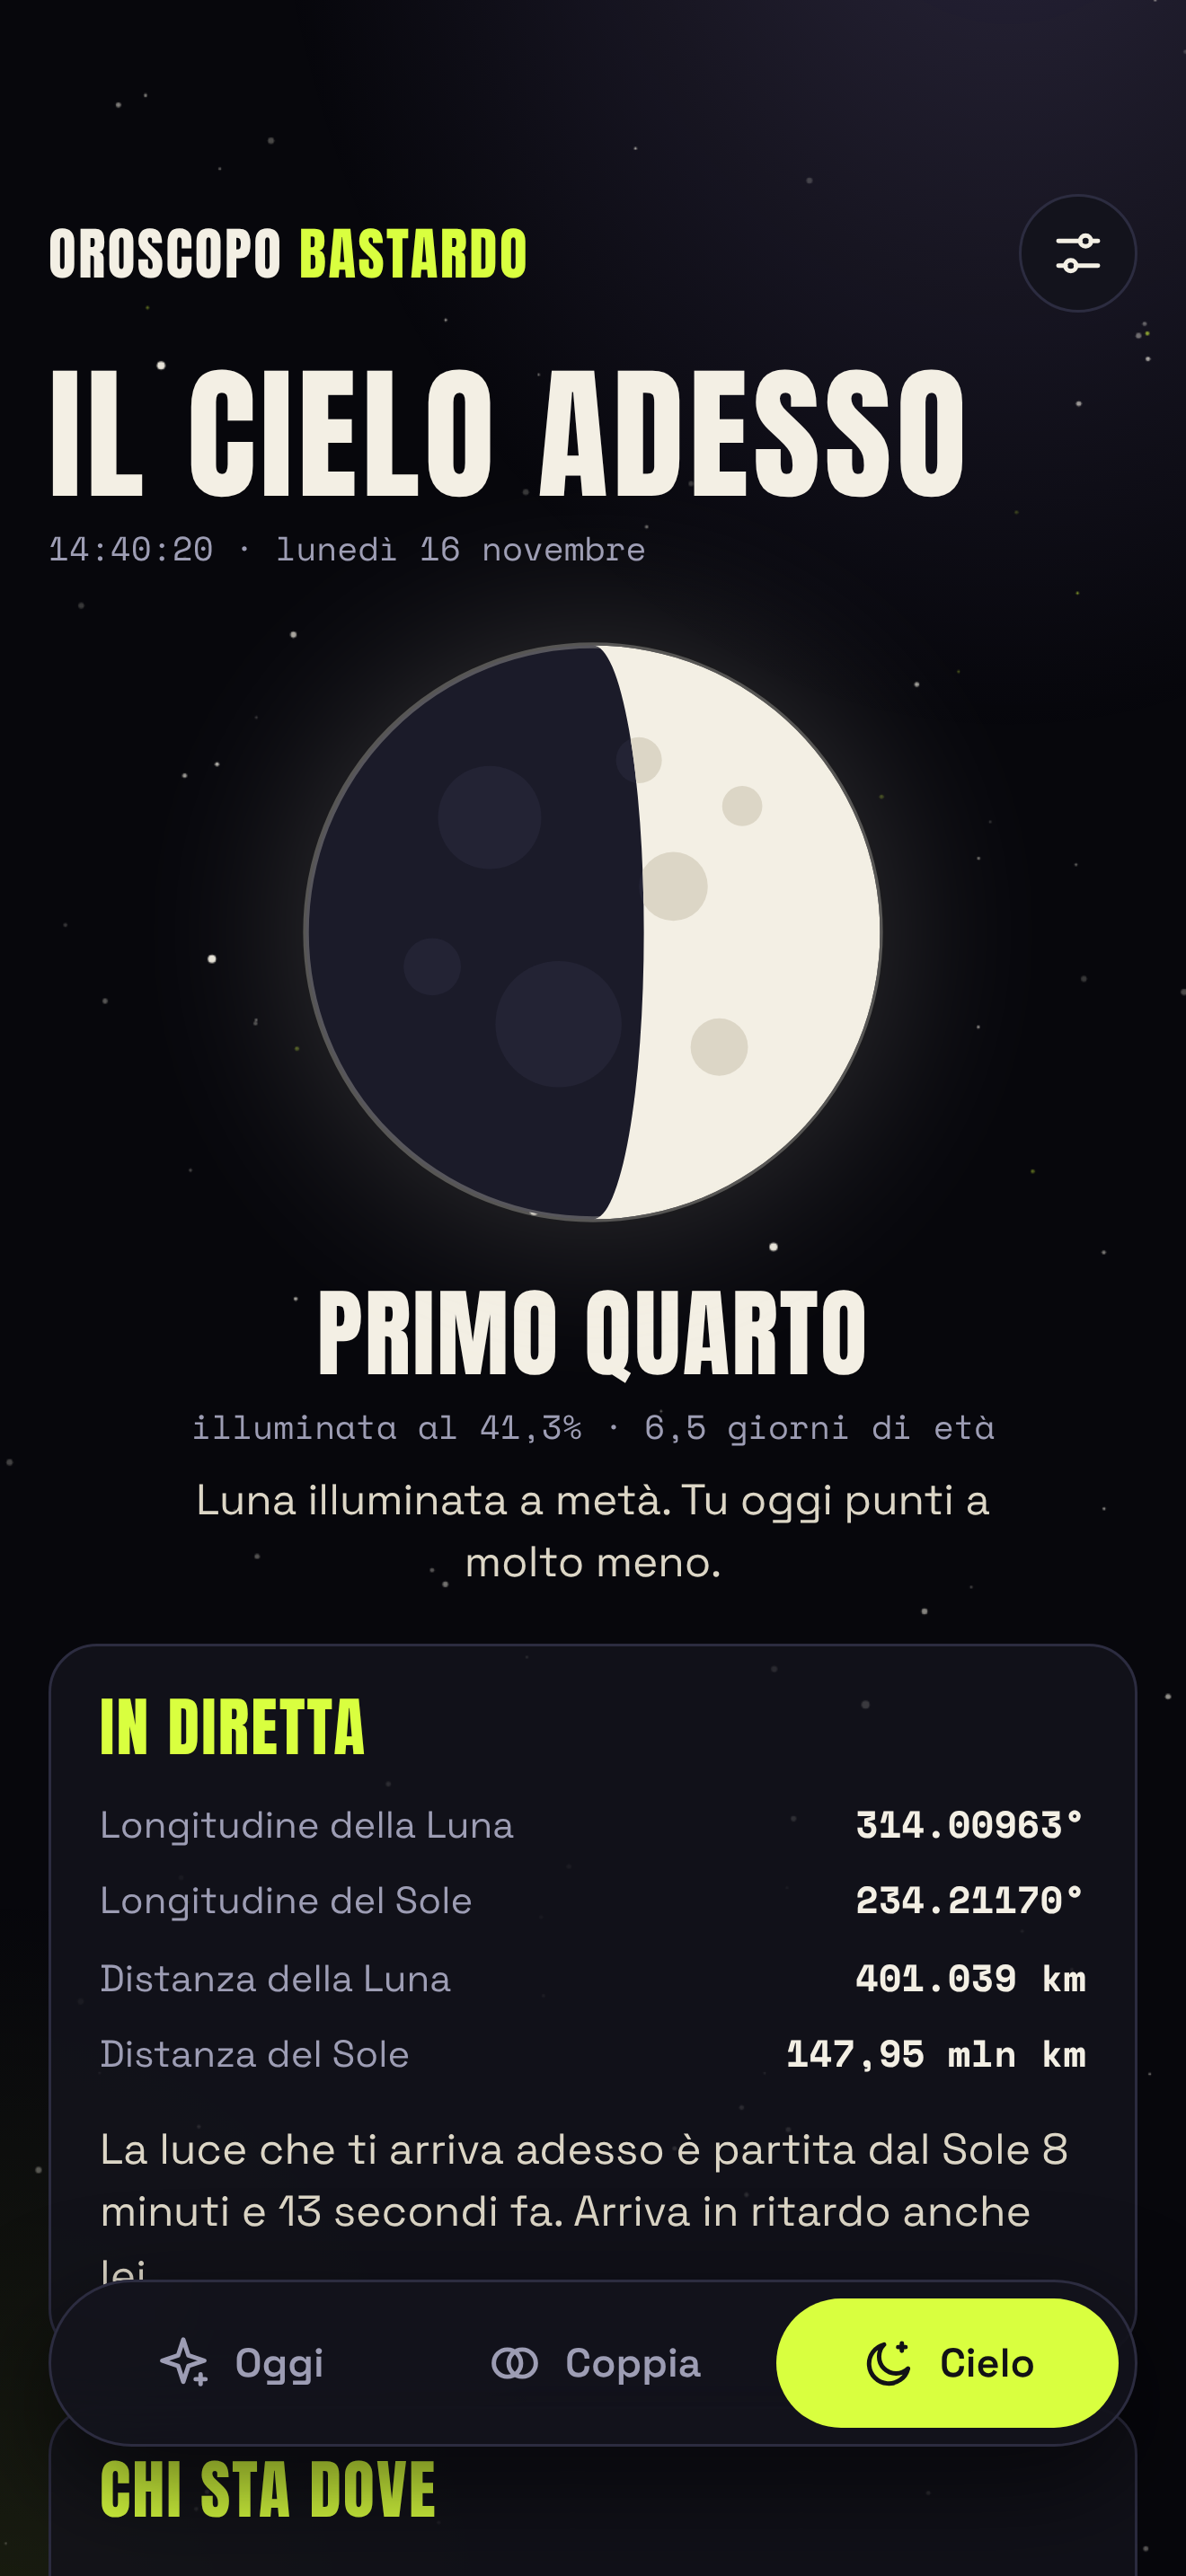 OROSCOPO BASTARDO
IL CIELO ADESSO
14:40:20 · lunedì 16 novembre
PRIMO QUARTO
illuminata al 41,3% · 6,5 giorni di età
Luna illuminata a metà. Tu oggi punti a
molto meno.
IN DIRETTA
Longitudine della Luna 314.00963°
Longitudine del Sole 234.21170°
Distanza della Luna 401.039 km
Distanza del Sole 147,95 mln km
La luce che ti arriva adesso è partita dal Sole 8
minuti e 13 secondi fa. Arriva in ritardo anche
lei
Oggi Coppia Cielo
CHI STA DOVE